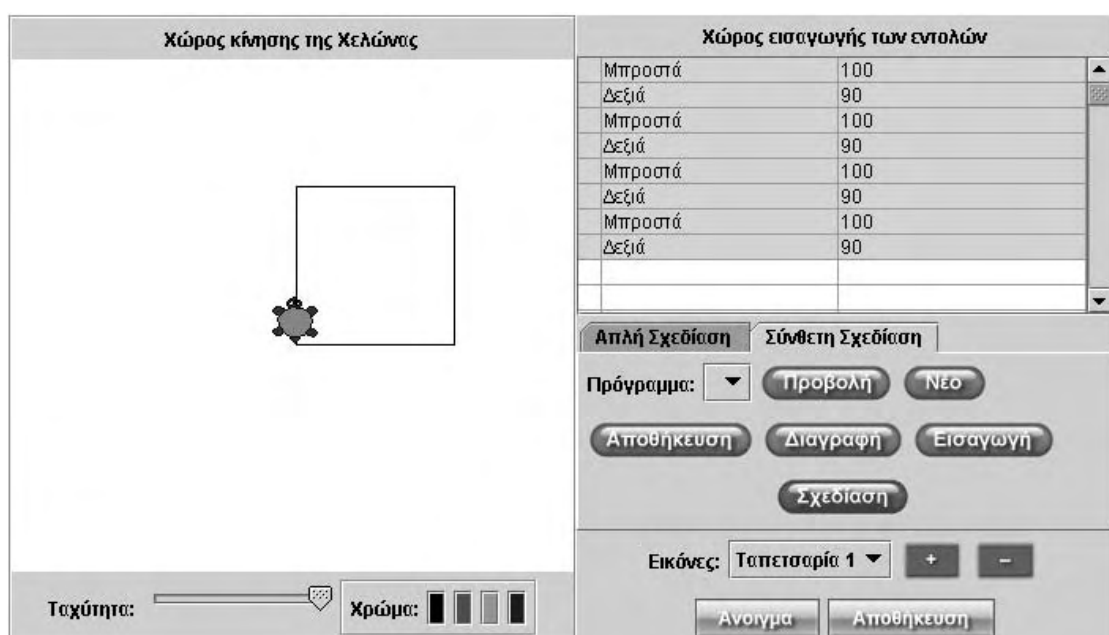 Χώρος κίνησης της Χελώνας
Χώρος εισαγωγής των εντολών
Μπροστά 100
Δεξιά 90
Μπροστά 100
Δεξιά 90
Μπροστά 100
Δεξιά 90
Μπροστά 100
Δεξιά 90
Απλή Σχεδίαση Σύνθετη Σχεδίαση
Πρόγραμμα: Προβολή Νέο
Αποθήκευση Διαγραφή Εισαγωγή
Σχεδίαση
Εικόνες: Ταπετσαρία 1 + -
Ταχύτητα: Χρώμα:
Άνοιγμα Αποθήκευση